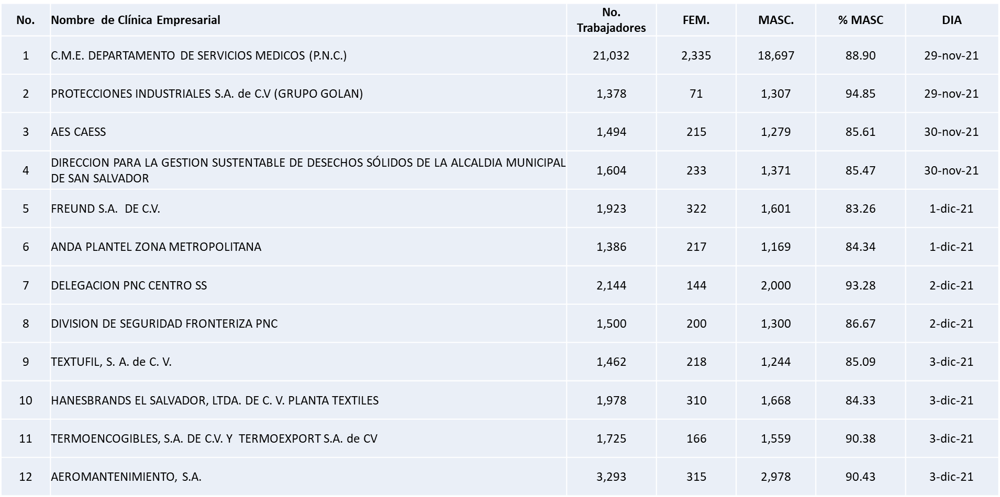 No. Nombre de Clínica Empresarial No. Trabajadores FEM. MASC. % MASC DIA
1 C.M.E. DEPARTAMENTO DE SERVICIOS MEDICOS (P.N.C.) 21,032 2,335 18,697 88.90 29-nov-21
2 PROTECCIONES INDUSTRIALES S.A. de C.V (GRUPO GOLAN) 1,378 71 1,307 94.85 29-nov-21
3 AES CAESS 1,494 215 1,279 85.61 30-nov-21
4 DIRECCION PARA LA GESTION SUSTENTABLE DE DESECHOS SÓLIDOS DE LA ALCALDIA MUNICIPAL
DE SAN SALVADOR 1,604 233 1,371 85.47 30-nov-21
5 FREUND S.A. DE C.V. 1,923 322 1,601 83.26 1-dic-21
6 ANDA PLANTEL ZONA METROPOLITANA 1,386 217 1,169 84.34 1-dic-21
7 DELEGACION PNC CENTRO SS 2,144 144 2,000 93.28 2-dic-21
8 DIVISION DE SEGURIDAD FRONTERIZA PNC 1,500 200 1,300 86.67 2-dic-21
9 TEXTUFIL, S. A. de C. V. 1,462 218 1,244 85.09 3-dic-21
10 HANESBRANDS EL SALVADOR, LTDA. DE C. V. PLANTA TEXTILES 1,978 310 1,668 84.33 3-dic-21
11 TERMOENCOGIBLES, S.A. DE C.V. Y TERMOEXPORT S.A. de CV 1,725 166 1,559 90.38 3-dic-21
12 AEROMANTENIMIENTO, S.A. 3,293 315 2,978 90.43 3-dic-21